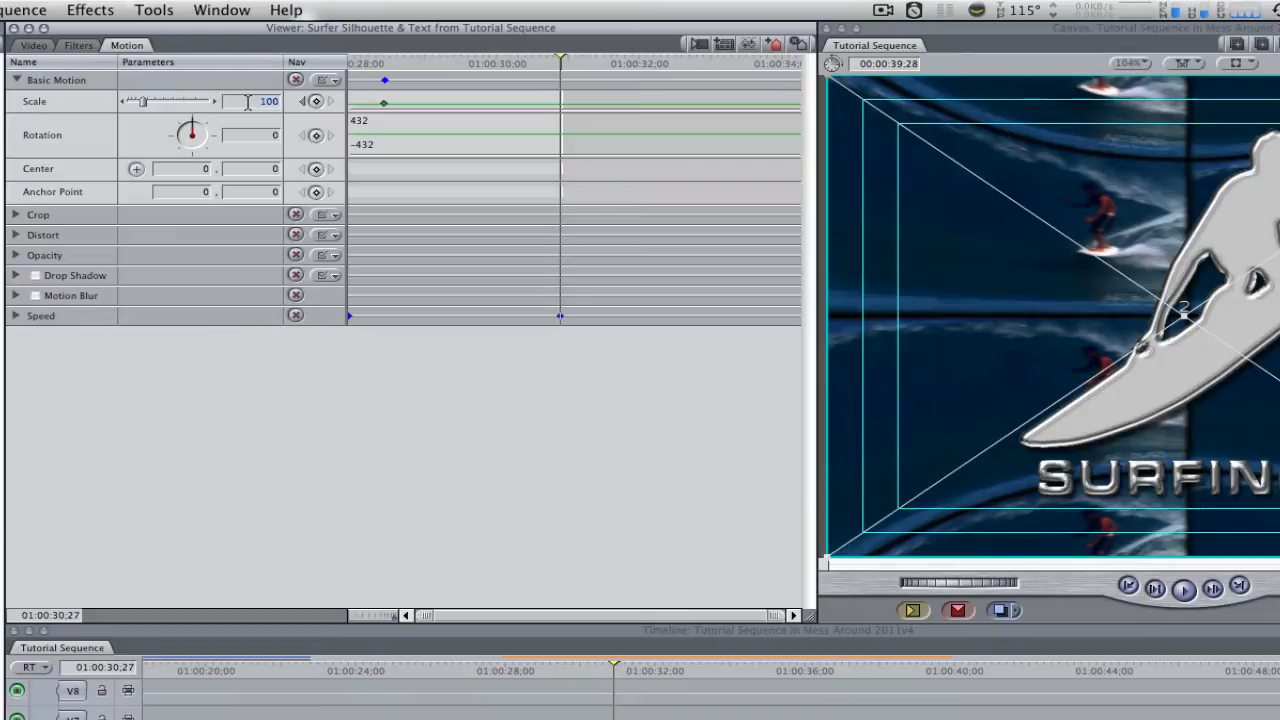 quence Effects Tools Window Help 115° 0.0KB/s 0.0KB/s
Viewer: Surfer Silhouette & Text from Tutorial Sequence
Canvas: Tutorial Sequence in Mess Around 2011v4
Video Filters Motion
Tutorial Sequence
Name Parameters Nav 0:28:00 01:00:30:00 01:00:32:00 01:00:34:
00:00:39,28 104%
Basic Motion
Scale 100
432
Rotation 0
-432
Center 0 , 0
Anchor Point 0 , 0
Crop
Distort
Opacity
Drop Shadow
Motion Blur
Speed
2
SURFIN
01:00:30,27
Timeline: Tutorial Sequence in Mess Around 2011v4
Tutorial Sequence
RT 01:00:30;27 01:00:20;00 01:00:24;00 01:00:28;00 01:00:32;00 01:00:36;00 01:00:40;00 01:00:44;00 01:00:48;0
V8